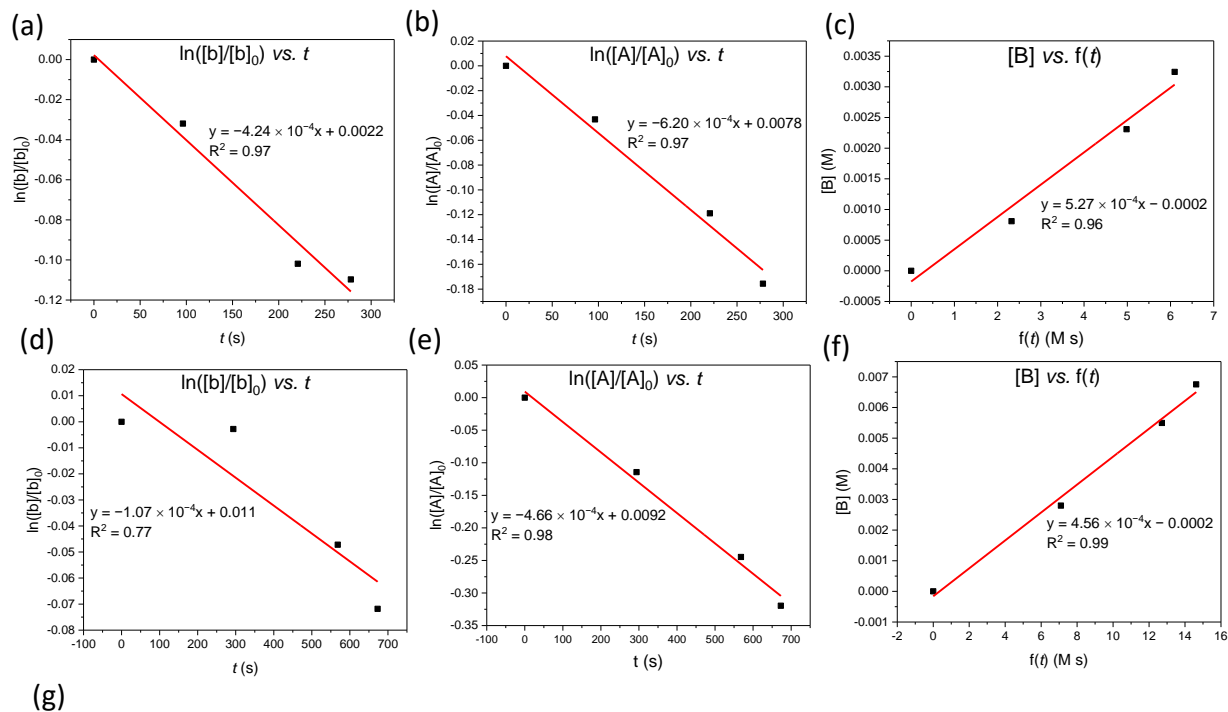 (a)
ln([b]/[b]₀) vs. t
y = −4.24 × 10⁻⁴x + 0.0022
R² = 0.97
0.00
-0.02
-0.04
-0.06
-0.08
-0.10
-0.12
ln([b]/[b]₀)
0 50 100 150 200 250 300
t (s)
(b)
ln([A]/[A]₀) vs. t
y = −6.20 × 10⁻⁴x + 0.0078
R² = 0.97
0.02
0.00
-0.02
-0.04
-0.06
-0.08
-0.10
-0.12
-0.14
-0.16
-0.18
ln([A]/[A]₀)
0 50 100 150 200 250 300
t (s)
(c)
[B] vs. f(t)
y = 5.27 × 10⁻⁴x − 0.0002
R² = 0.96
0.0035
0.0030
0.0025
0.0020
0.0015
0.0010
0.0005
0.0000
-0.0005
[B] (M)
0 1 2 3 4 5 6 7
f(t) (M s)
(d)
ln([b]/[b]₀) vs. t
y = −1.07 × 10⁻⁴x + 0.011
R² = 0.77
0.02
0.01
0.00
-0.01
-0.02
-0.03
-0.04
-0.05
-0.06
-0.07
-0.08
ln([b]/[b]₀)
-100 0 100 200 300 400 500 600 700
t (s)
(e)
ln([A]/[A]₀) vs. t
y = −4.66 × 10⁻⁴x + 0.0092
R² = 0.98
0.05
0.00
-0.05
-0.10
-0.15
-0.20
-0.25
-0.30
-0.35
ln([A]/[A]₀)
-100 0 100 200 300 400 500 600 700
t (s)
(f)
[B] vs. f(t)
y = 4.56 × 10⁻⁴x − 0.0002
R² = 0.99
0.007
0.006
0.005
0.004
0.003
0.002
0.001
0.000
-0.001
[B] (M)
-2 0 2 4 6 8 10 12 14 16
f(t) (M s)
(g)